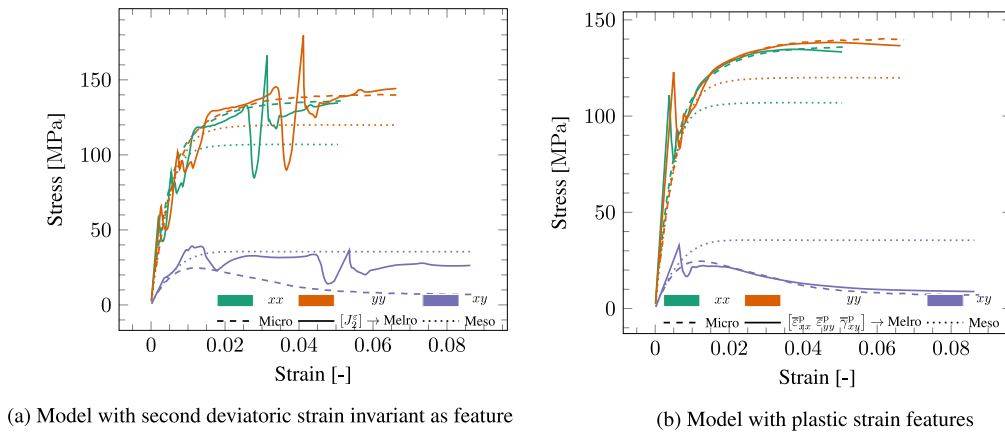 150
100
50
0
Stress [MPa]
xx
yy
xy
Micro
[J₂^ε] → Melro
Meso
0
0.02
0.04
0.06
0.08
Strain [-]
(a) Model with second deviatoric strain invariant as feature
150
100
50
0
Stress [MPa]
xx
yy
xy
Micro
[ε̅ᵖ_xx ε̅ᵖ_yy γ̅ᵖ_xy] → Melro
Meso
0
0.02
0.04
0.06
0.08
Strain [-]
(b) Model with plastic strain features